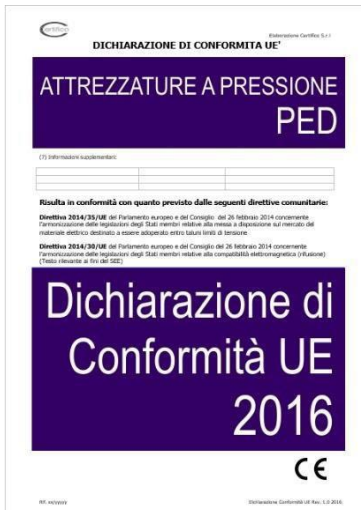 Certifico
Elaborazione Certifico S.r.l
DICHIARAZIONE DI CONFORMITA UE'
ATTREZZATURE A PRESSIONE
PED
(7) Informazioni supplementari:
Risulta in conformità con quanto previsto dalle seguenti direttive comunitarie:
Direttiva 2014/35/UE del Parlamento europeo e del Consiglio del 26 febbraio 2014 concernente
l'armonizzazione delle legislazioni degli Stati membri relative alla messa a disposizione sul mercato del
materiale elettrico destinato a essere adoperato entro taluni limiti di tensione
Direttiva 2014/30/UE del Parlamento europeo e del Consiglio del 26 febbraio 2014 concernente
l'armonizzazione delle legislazioni degli Stati membri relative alla compatibilità elettromagnetica (rifusione)
(Testo rilevante ai fini del SEE)
Dichiarazione di
Conformità UE
2016
CE
Dichiarazione Conformità UE Rev. 1.0 2016